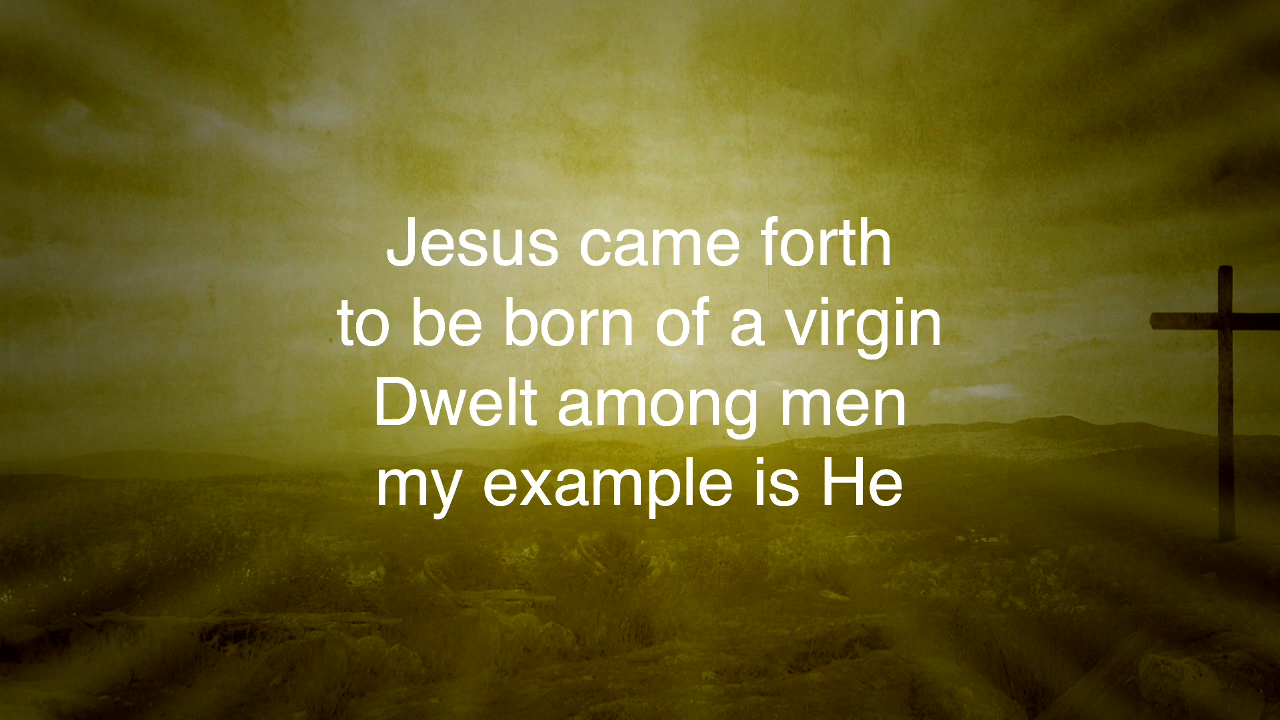 Jesus came forth
to be born of a virgin
Dwelt among men
my example is He